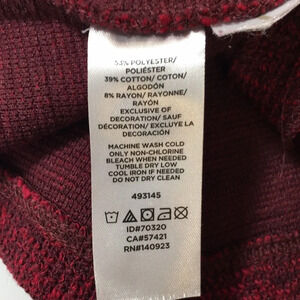 53% POLYESTER/
POLIÉSTER
39% COTTON/ COTON/
ALGODÓN
8% RAYON/ RAYONNE/
RAYÓN
EXCLUSIVE OF
DECORATION/ SAUF
DÉCORATION/ EXCLUYE LA
DECORACIÓN
MACHINE WASH COLD
ONLY NON-CHLORINE
BLEACH WHEN NEEDED
TUMBLE DRY LOW
COOL IRON IF NEEDED
DO NOT DRY CLEAN
493145
ID#70320
CA#57421
RN#140923